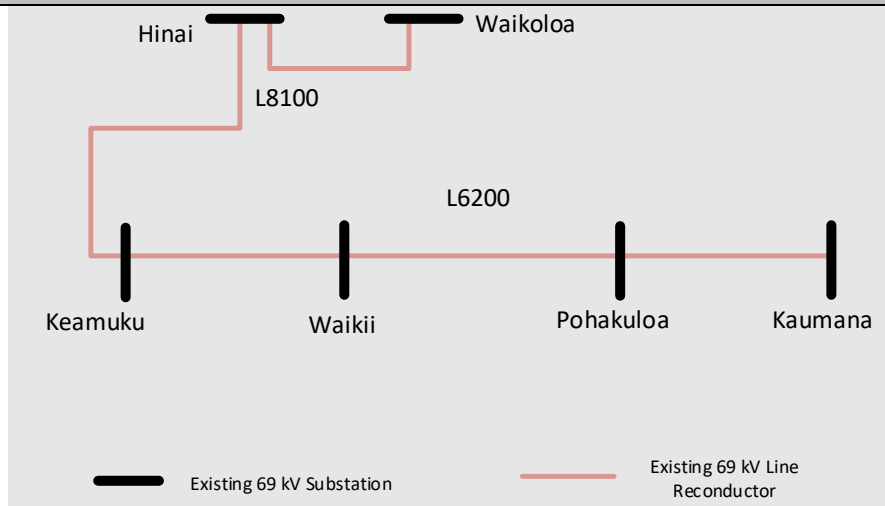 Hinai
Waikoloa
L8100
L6200
Keamuku
Waikii
Pohakuloa
Kaumana
Existing 69 kV Substation
Existing 69 kV Line
Reconductor